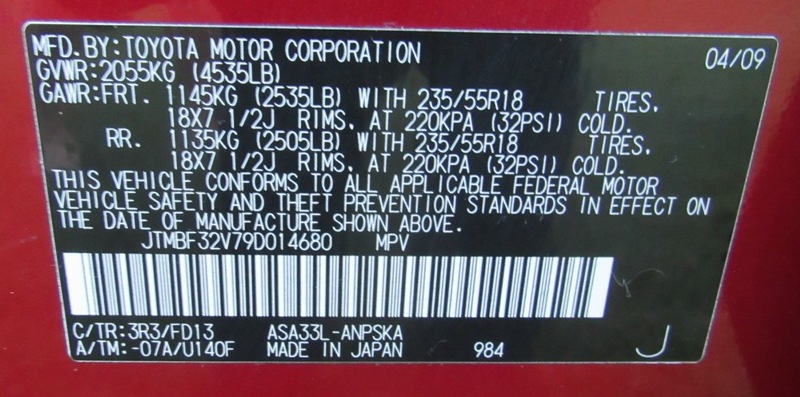 MFD.BY:TOYOTA MOTOR CORPORATION 04/09
GVWR:2055KG (4535LB)
GAWR:FRT. 1145KG (2535LB) WITH 235/55R18 TIRES,
18X7 1/2J RIMS, AT 220KPA (32PSI) COLD.
RR. 1135KG (2505LB) WITH 235/55R18 TIRES,
18X7 1/2J RIMS, AT 220KPA (32PSI) COLD.
THIS VEHICLE CONFORMS TO ALL APPLICABLE FEDERAL MOTOR
VEHICLE SAFETY AND THEFT PREVENTION STANDARDS IN EFFECT ON
THE DATE OF MANUFACTURE SHOWN ABOVE.
JTMBF32V79D014680 MPV
C/TR:3R3/FD13 ASA33L-ANPSKA
A/TM:-07A/U140F MADE IN JAPAN 984 J